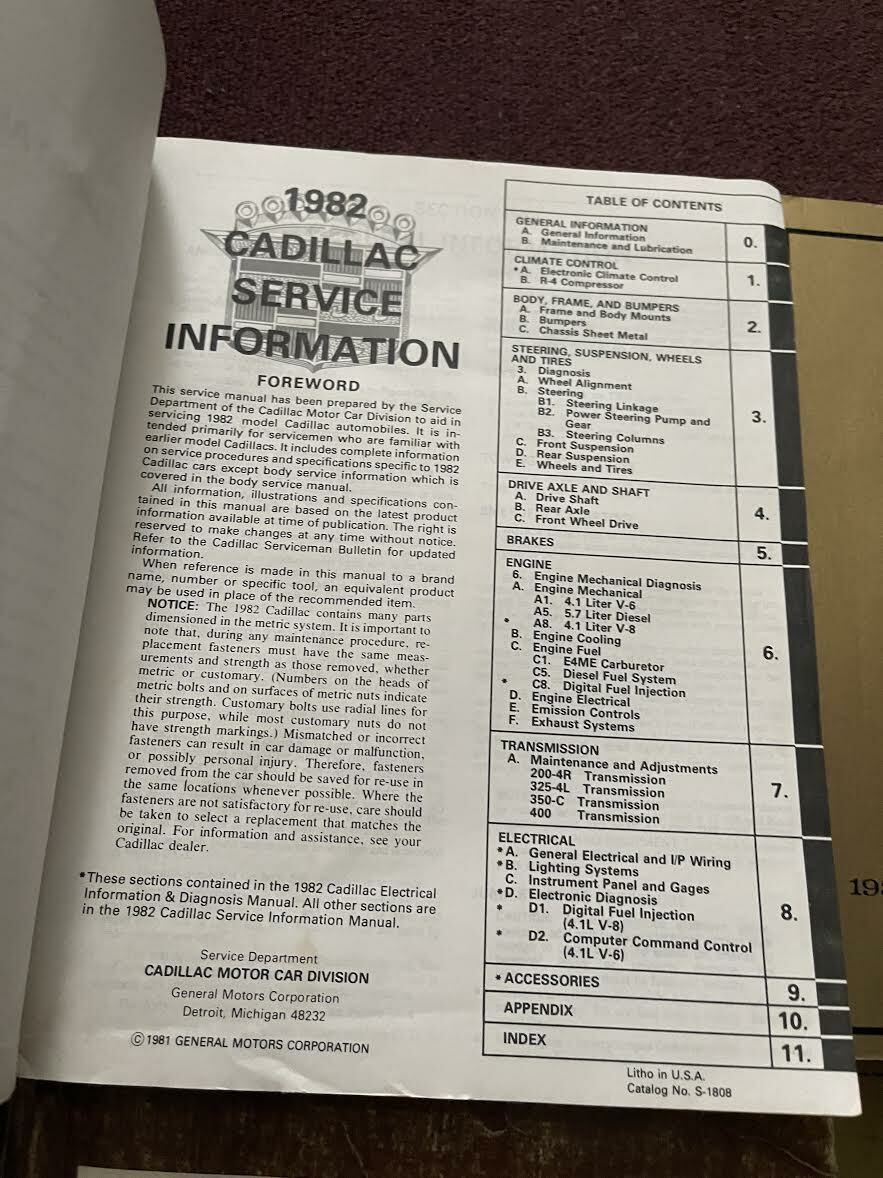 1982
CADILLAC
SERVICE
INFORMATION
FOREWORD
This service manual has been prepared by the Service
Department of the Cadillac Motor Car Division to aid in
servicing 1982 model Cadillac automobiles. It is in-
tended primarily for servicemen who are familiar with
earlier model Cadillacs. It includes complete information
on service procedures and specifications specific to 1982
Cadillac cars except body service information which is
covered in the body service manual.
All information, illustrations and specifications con-
tained in this manual are based on the latest product
information available at time of publication. The right is
reserved to make changes at any time without notice.
Refer to the Cadillac Serviceman Bulletin for updated
information.
When reference is made in this manual to a brand
name, number or specific tool, an equivalent product
may be used in place of the recommended item.
NOTICE: The 1982 Cadillac contains many parts
dimensioned in the metric system. It is important to
note that, during any maintenance procedure, re-
placement fasteners must have the same meas-
urements and strength as those removed, whether
metric or customary. (Numbers on the heads of
metric bolts and on surfaces of metric nuts indicate
their strength. Customary bolts use radial lines for
this purpose, while most customary nuts do not
have strength markings.) Mismatched or incorrect
fasteners can result in car damage or malfunction,
or possibly personal injury. Therefore, fasteners
removed from the car should be saved for re-use in
the same locations whenever possible. Where the
fasteners are not satisfactory for re-use, care should
be taken to select a replacement that matches the
original. For information and assistance, see your
Cadillac dealer.
*These sections contained in the 1982 Cadillac Electrical
Information & Diagnosis Manual. All other sections are
in the 1982 Cadillac Service Information Manual.
Service Department
CADILLAC MOTOR CAR DIVISION
General Motors Corporation
Detroit, Michigan 48232
©1981 GENERAL MOTORS CORPORATION
TABLE OF CONTENTS
GENERAL INFORMATION
A. General Information
B. Maintenance and Lubrication
0.
CLIMATE CONTROL
*A. Electronic Climate Control
B. R-4 Compressor
1.
BODY, FRAME, AND BUMPERS
A. Frame and Body Mounts
B. Bumpers
C. Chassis Sheet Metal
2.
STEERING, SUSPENSION, WHEELS
AND TIRES
3. Diagnosis
A. Wheel Alignment
B. Steering
B1. Steering Linkage
B2. Power Steering Pump and
Gear
B3. Steering Columns
C. Front Suspension
D. Rear Suspension
E. Wheels and Tires
3.
DRIVE AXLE AND SHAFT
A. Drive Shaft
B. Rear Axle
C. Front Wheel Drive
4.
BRAKES
5.
ENGINE
6. Engine Mechanical Diagnosis
A. Engine Mechanical
A1. 4.1 Liter V-6
A5. 5.7 Liter Diesel
* A8. 4.1 Liter V-8
B. Engine Cooling
C. Engine Fuel
C1. E4ME Carburetor
C5. Diesel Fuel System
* C8. Digital Fuel Injection
D. Engine Electrical
E. Emission Controls
F. Exhaust Systems
6.
TRANSMISSION
A. Maintenance and Adjustments
200-4R Transmission
325-4L Transmission
350-C Transmission
400 Transmission
7.
ELECTRICAL
*A. General Electrical and I/P Wiring
*B. Lighting Systems
C. Instrument Panel and Gages
*D. Electronic Diagnosis
* D1. Digital Fuel Injection
(4.1L V-8)
* D2. Computer Command Control
(4.1L V-6)
8.
*ACCESSORIES
9.
APPENDIX
10.
INDEX
11.
Litho in U.S.A.
Catalog No. S-1808